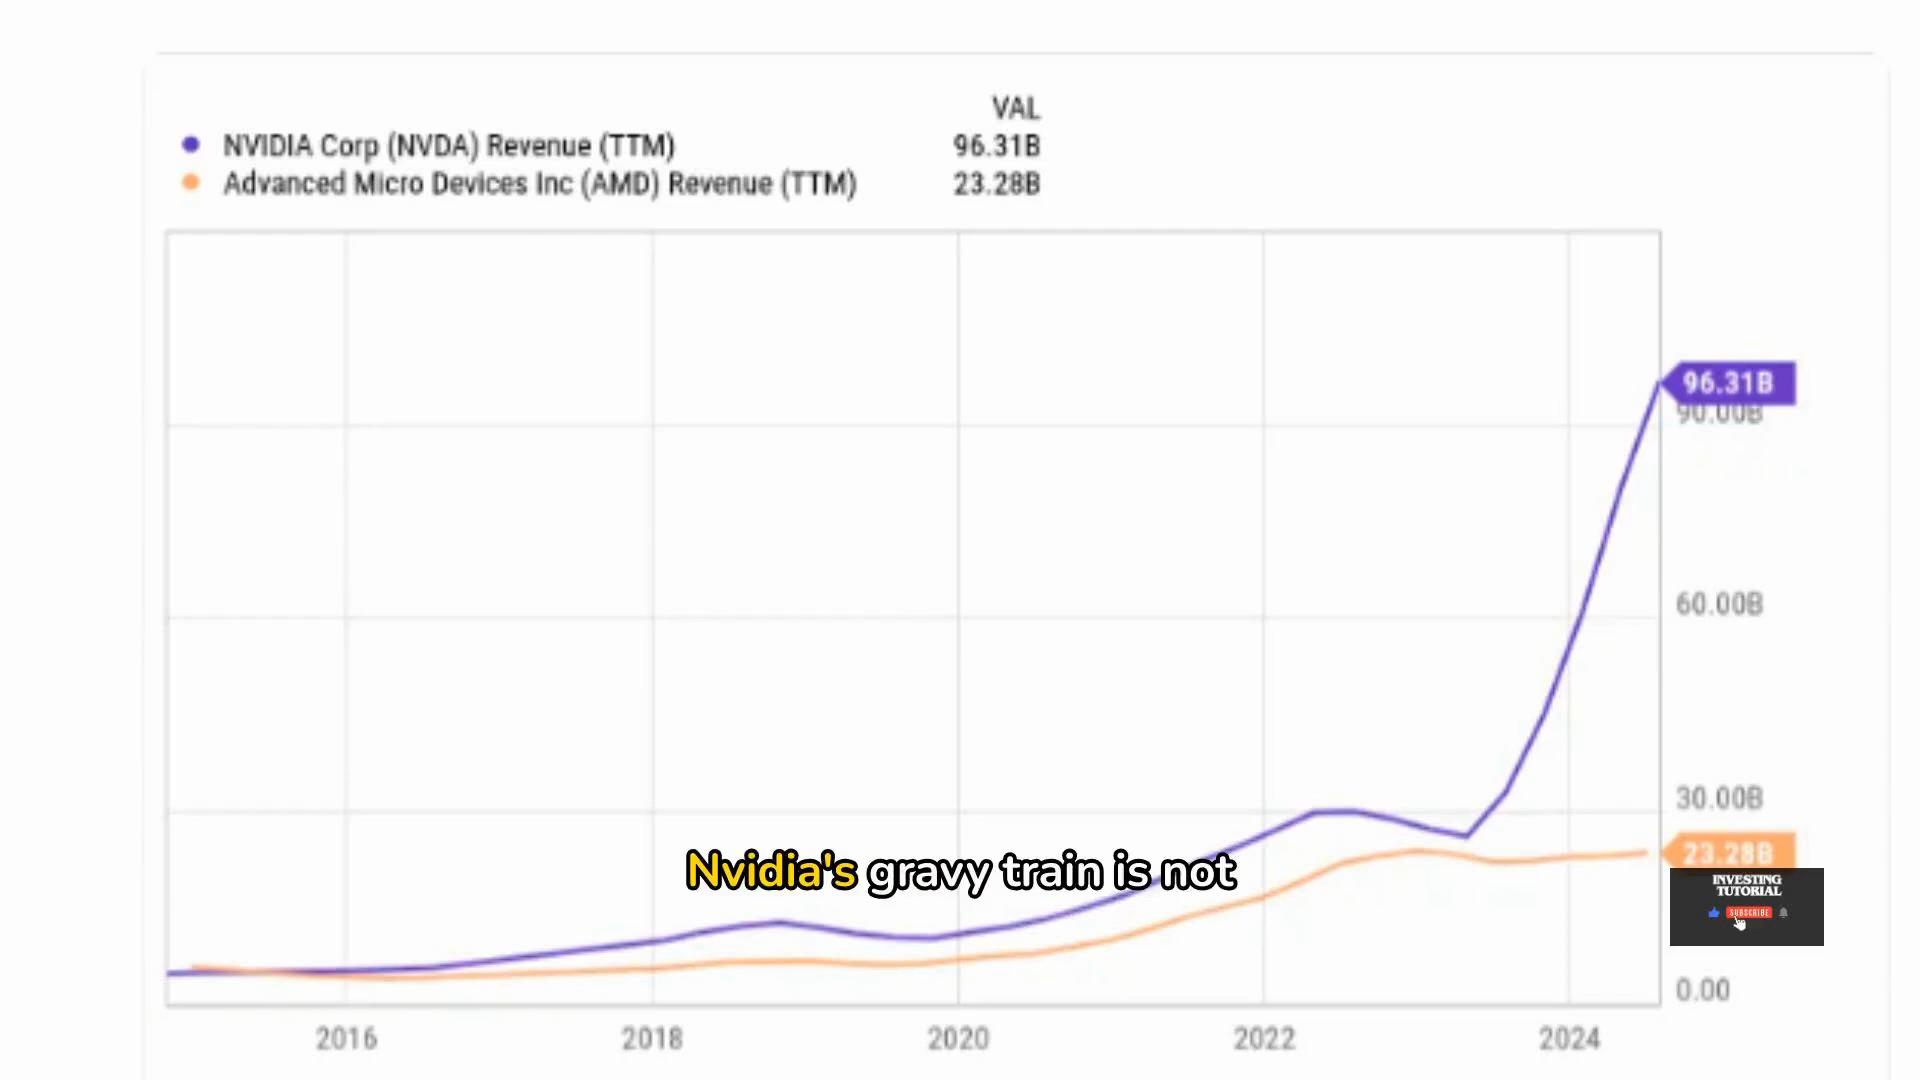 VAL
NVIDIA Corp (NVDA) Revenue (TTM) 96.31B
Advanced Micro Devices Inc (AMD) Revenue (TTM) 23.28B
96.31B
90.00B
60.00B
30.00B
23.28B
Nvidia's gravy train is not
INVESTING
TUTORIAL
SUBSCRIBE
0.00
2016 2018 2020 2022 2024